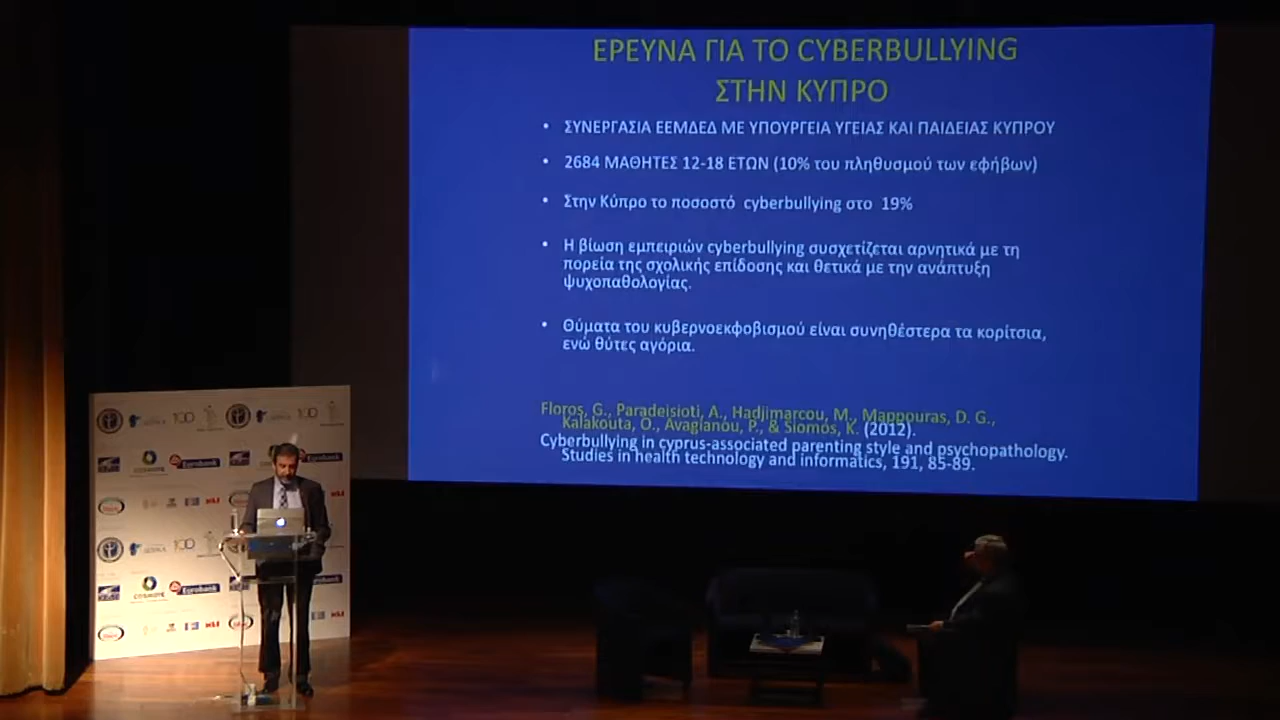 ΕΡΕΥΝΑ ΓΙΑ ΤΟ CYBERBULLYING
ΣΤΗΝ ΚΥΠΡΟ
• ΣΥΝΕΡΓΑΣΙΑ ΕΕΜΔΕΔ ΜΕ ΥΠΟΥΡΓΕΙΑ ΥΓΕΙΑΣ ΚΑΙ ΠΑΙΔΕΙΑΣ ΚΥΠΡΟΥ
• 2684 ΜΑΘΗΤΕΣ 12-18 ΕΤΩΝ (10% του πληθυσμού των εφήβων)
• Στην Κύπρο το ποσοστό cyberbullying στο 19%
• Η βίωση εμπειριών cyberbullying συσχετίζεται αρνητικά με τη
πορεία της σχολικής επίδοσης και θετικά με την ανάπτυξη
ψυχοπαθολογίας.
• Θύματα του κυβερνοεκφοβισμού είναι συνηθέστερα τα κορίτσια,
ενώ θύτες αγόρια.
Floros, G., Paradeisioti, A., Hadjimarcou, M., Mappouras, D. G.,
Kalakouta, O., Avagianou, P., & Siomos, K. (2012).
Cyberbullying in cyprus-associated parenting style and psychopathology.
Studies in health technology and informatics, 191, 85-89.
COSMOTE
Eurobank